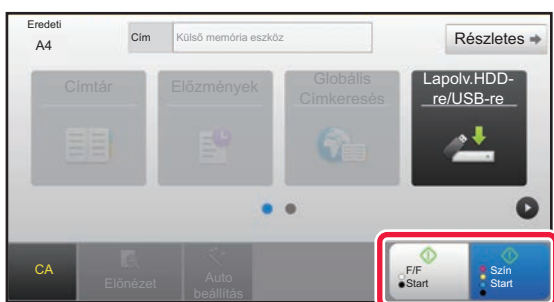 Eredeti
A4
Cím
Külső memória eszköz
Részletes
Címtár
Előzmények
Globális
Címkeresés
Lapolv.HDD-
re/USB-re
CA
Előnézet
Auto
beállítás
F/F
Start
Szín
Start